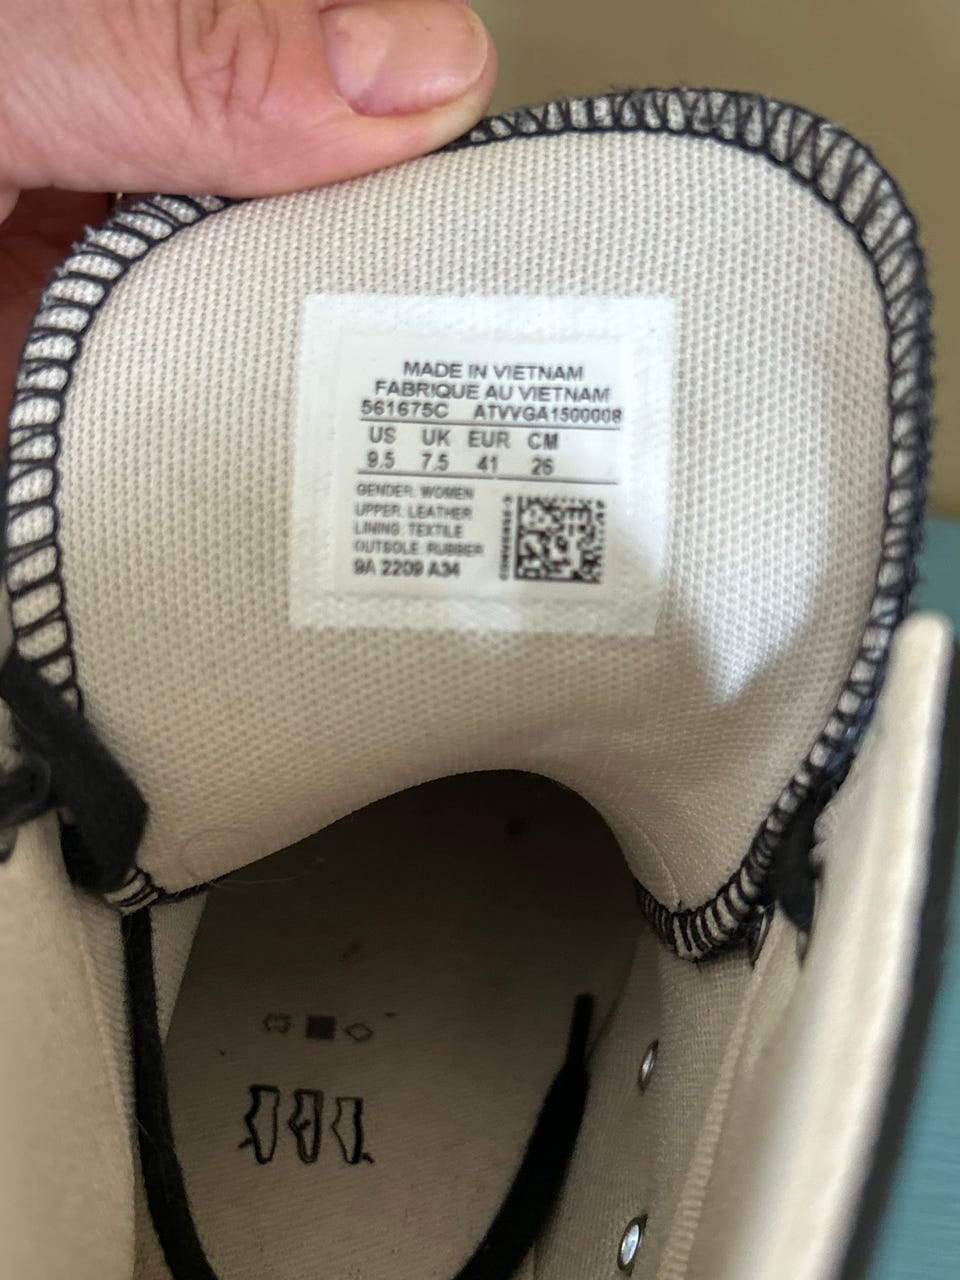 MADE IN VIETNAM
FABRIQUE AU VIETNAM
561675C ATVVGA1500008
US UK EUR CM
9.5 7.5 41 26
GENDER: WOMEN
UPPER: LEATHER
LINING: TEXTILE
OUTSOLE: RUBBER
9A 2209 A34